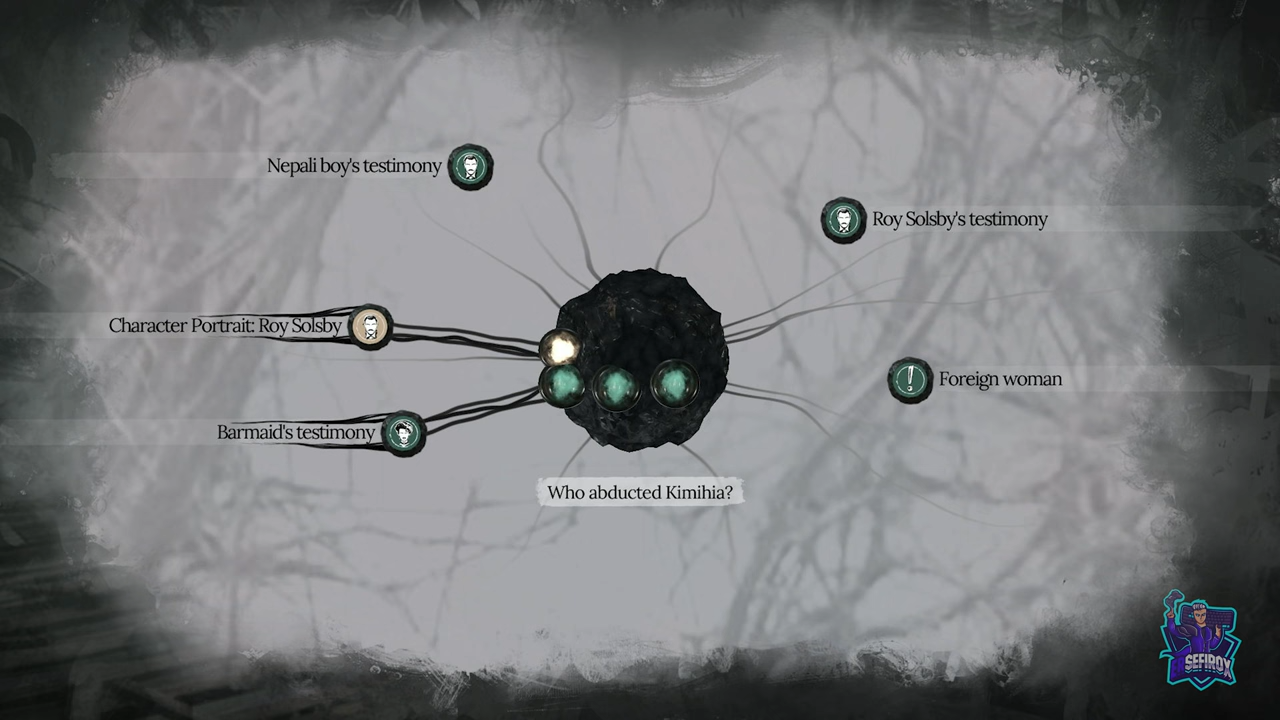 Nepali boy's testimony
Roy Solsby's testimony
Character Portrait: Roy Solsby
Foreign woman
Barmaid's testimony
Who abducted Kimihia?
SEFIROX